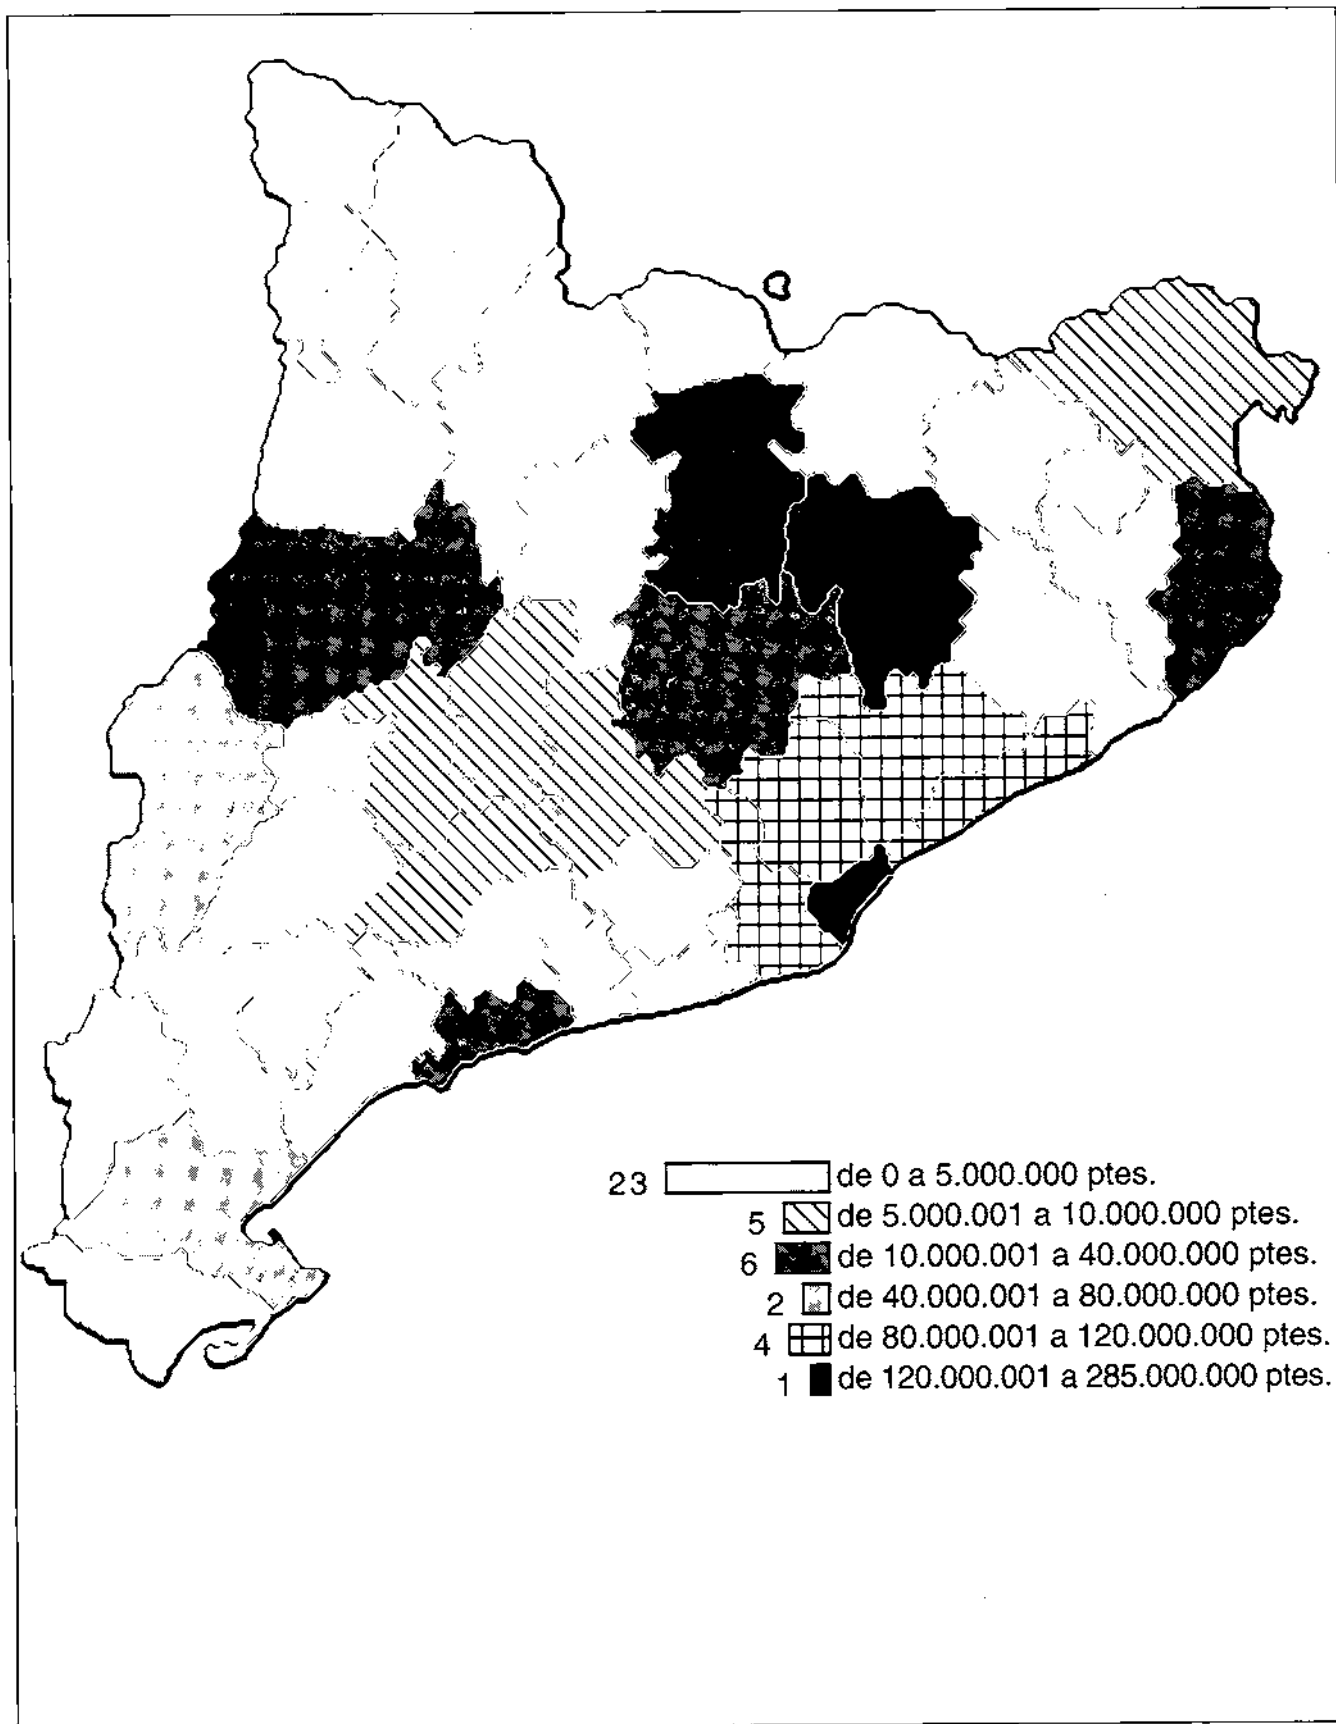 23 de 0 a 5.000.000 ptes.
5 de 5.000.001 a 10.000.000 ptes.
6 de 10.000.001 a 40.000.000 ptes.
2 de 40.000.001 a 80.000.000 ptes.
4 de 80.000.001 a 120.000.000 ptes.
1 de 120.000.001 a 285.000.000 ptes.